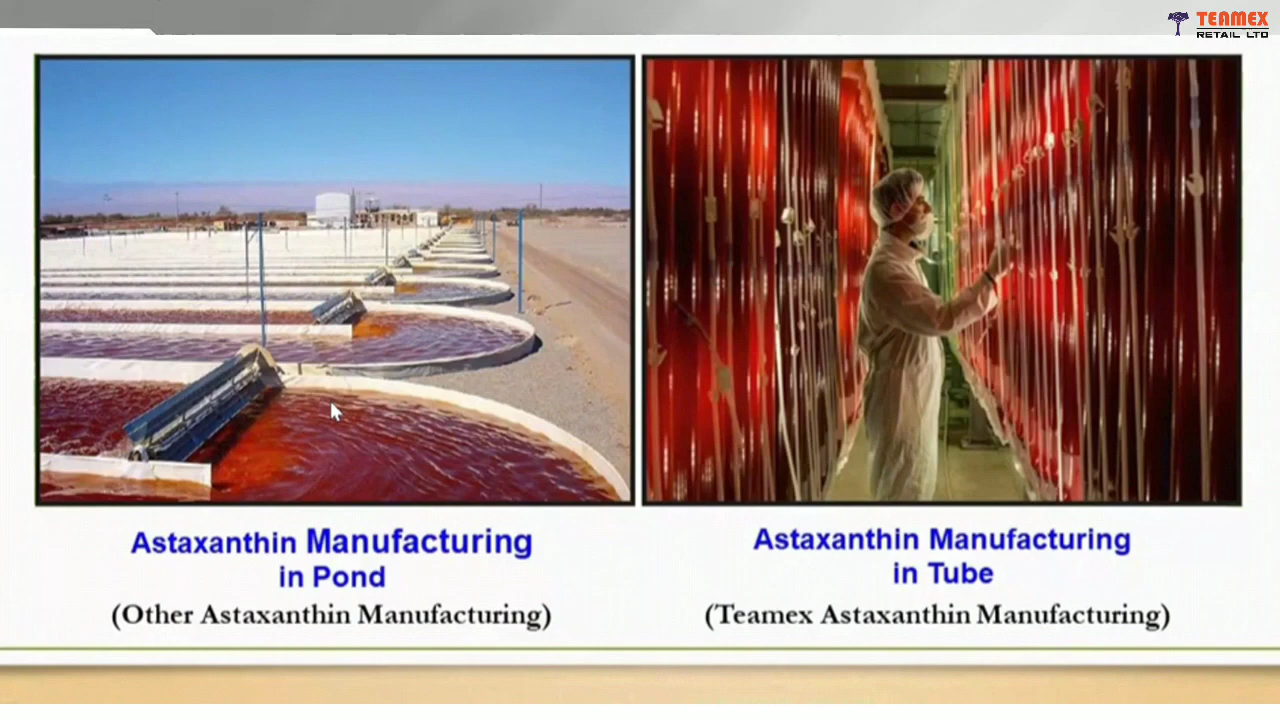 TEAMEX
RETAIL LTD
Astaxanthin Manufacturing
in Pond
(Other Astaxanthin Manufacturing)
Astaxanthin Manufacturing
in Tube
(Teamex Astaxanthin Manufacturing)